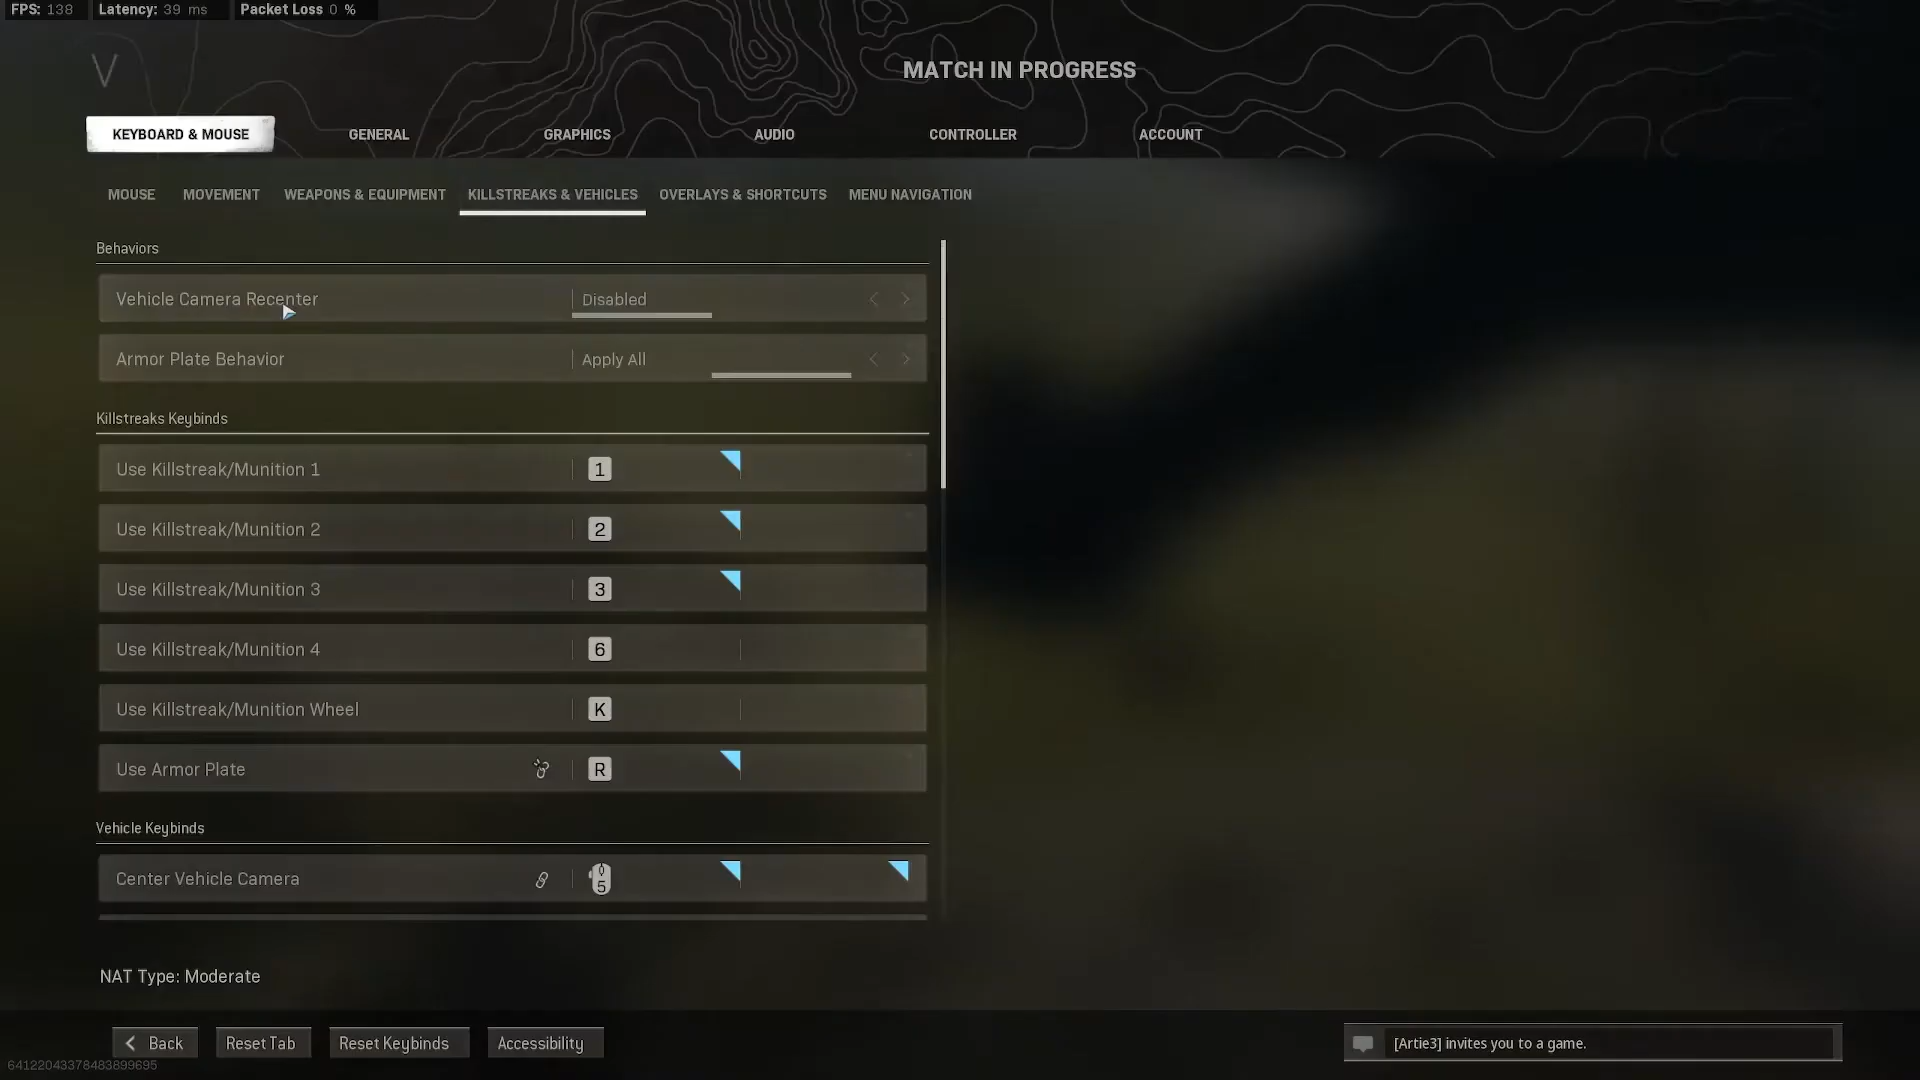 FPS: 138 Latency: 39 ms Packet Loss 0 %
V
MATCH IN PROGRESS
KEYBOARD & MOUSE GENERAL GRAPHICS AUDIO CONTROLLER ACCOUNT
MOUSE MOVEMENT WEAPONS & EQUIPMENT KILLSTREAKS & VEHICLES OVERLAYS & SHORTCUTS MENU NAVIGATION
Behaviors
Vehicle Camera Recenter Disabled
Armor Plate Behavior Apply All
Killstreaks Keybinds
Use Killstreak/Munition 1 1
Use Killstreak/Munition 2 2
Use Killstreak/Munition 3 3
Use Killstreak/Munition 4 6
Use Killstreak/Munition Wheel K
Use Armor Plate R
Vehicle Keybinds
Center Vehicle Camera 5
NAT Type: Moderate
Back Reset Tab Reset Keybinds Accessibility
[Artie3] invites you to a game.
64122043378483899695